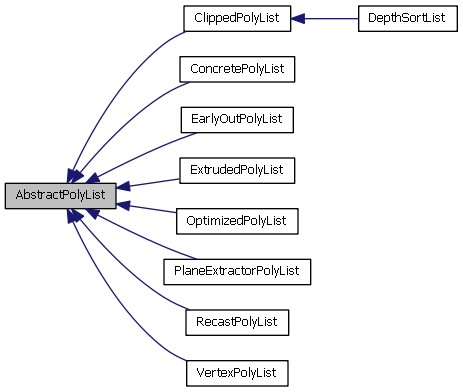 ClippedPolyList
DepthSortList
ConcretePolyList
EarlyOutPolyList
ExtrudedPolyList
AbstractPolyList
OptimizedPolyList
PlaneExtractorPolyList
RecastPolyList
VertexPolyList